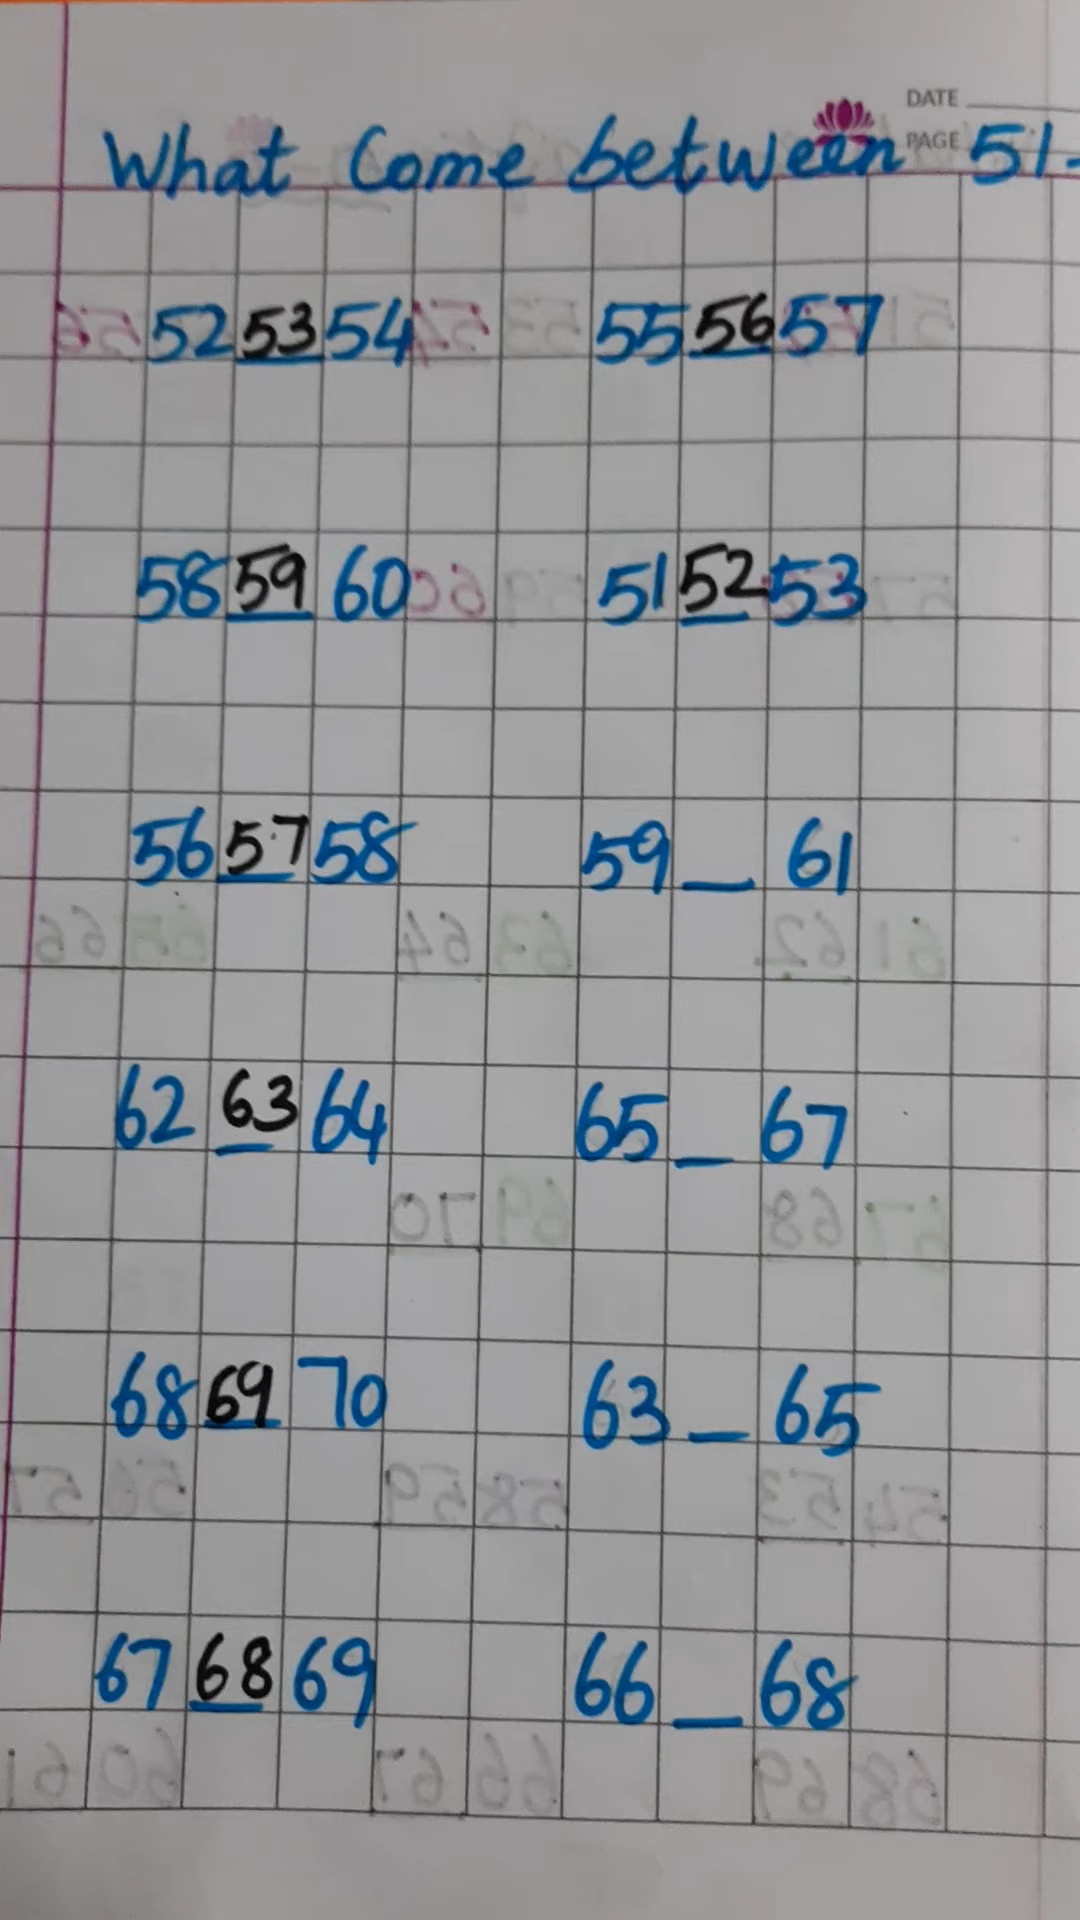 DATE
PAGE
What Come between 51-
52 53 54 55 56 57
58 59 60 51 52 53
56 57 58 59 _ 61
62 63 64 65 _ 67
68 69 70 63 _ 65
67 68 69 66 _ 68